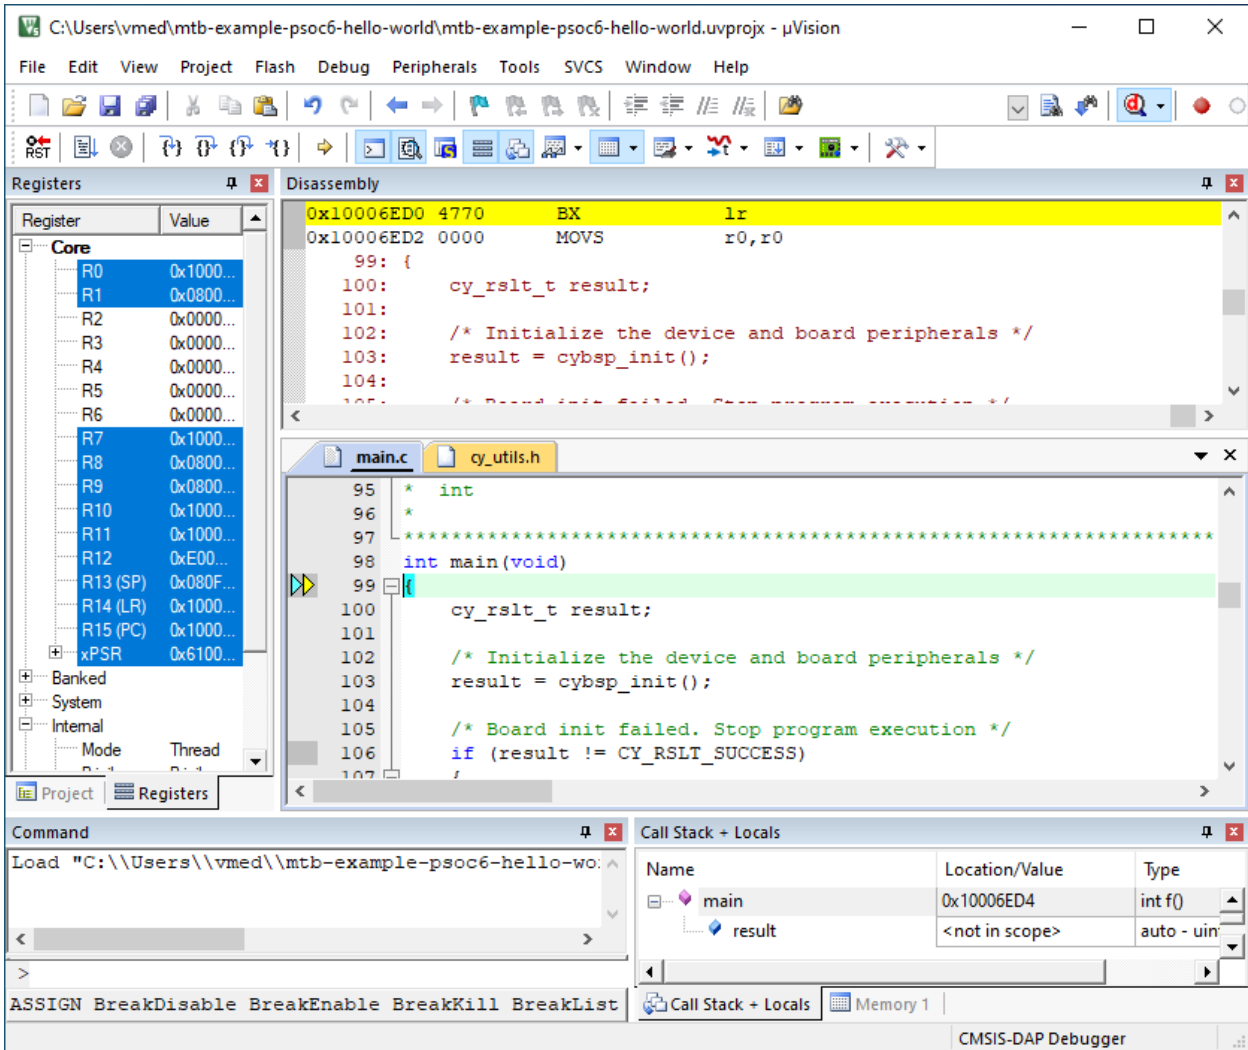 C:\Users\vmed\mtb-example-psoc6-hello-world\mtb-example-psoc6-hello-world.uvprojx - µVision
File Edit View Project Flash Debug Peripherals Tools SVCS Window Help
RST
Registers
Register Value
Core
R0 0x1000...
R1 0x0800...
R2 0x0000...
R3 0x0000...
R4 0x0000...
R5 0x0000...
R6 0x0000...
R7 0x1000...
R8 0x0800...
R9 0x0800...
R10 0x1000...
R11 0x1000...
R12 0xE00...
R13 (SP) 0x080F...
R14 (LR) 0x1000...
R15 (PC) 0x1000...
xPSR 0x6100...
Banked
System
Internal
Mode Thread
Project Registers
Disassembly
0x10006ED0 4770 BX lr
0x10006ED2 0000 MOVS r0,r0
99: {
100: cy_rslt_t result;
101:
102: /* Initialize the device and board peripherals */
103: result = cybsp_init();
104:
105: /* Board init failed. Stop program execution */
main.c cy_utils.h
95 * int
96 *
97 *******************************************************************
98 int main(void)
99 {
100 cy_rslt_t result;
101
102 /* Initialize the device and board peripherals */
103 result = cybsp_init();
104
105 /* Board init failed. Stop program execution */
106 if (result != CY_RSLT_SUCCESS)
107 {
Command
Load "C:\\Users\\vmed\\mtb-example-psoc6-hello-wo
>
ASSIGN BreakDisable BreakEnable BreakKill BreakList
Call Stack + Locals
Name Location/Value Type
main 0x10006ED4 int f()
result <not in scope> auto - uin
Call Stack + Locals Memory 1
CMSIS-DAP Debugger